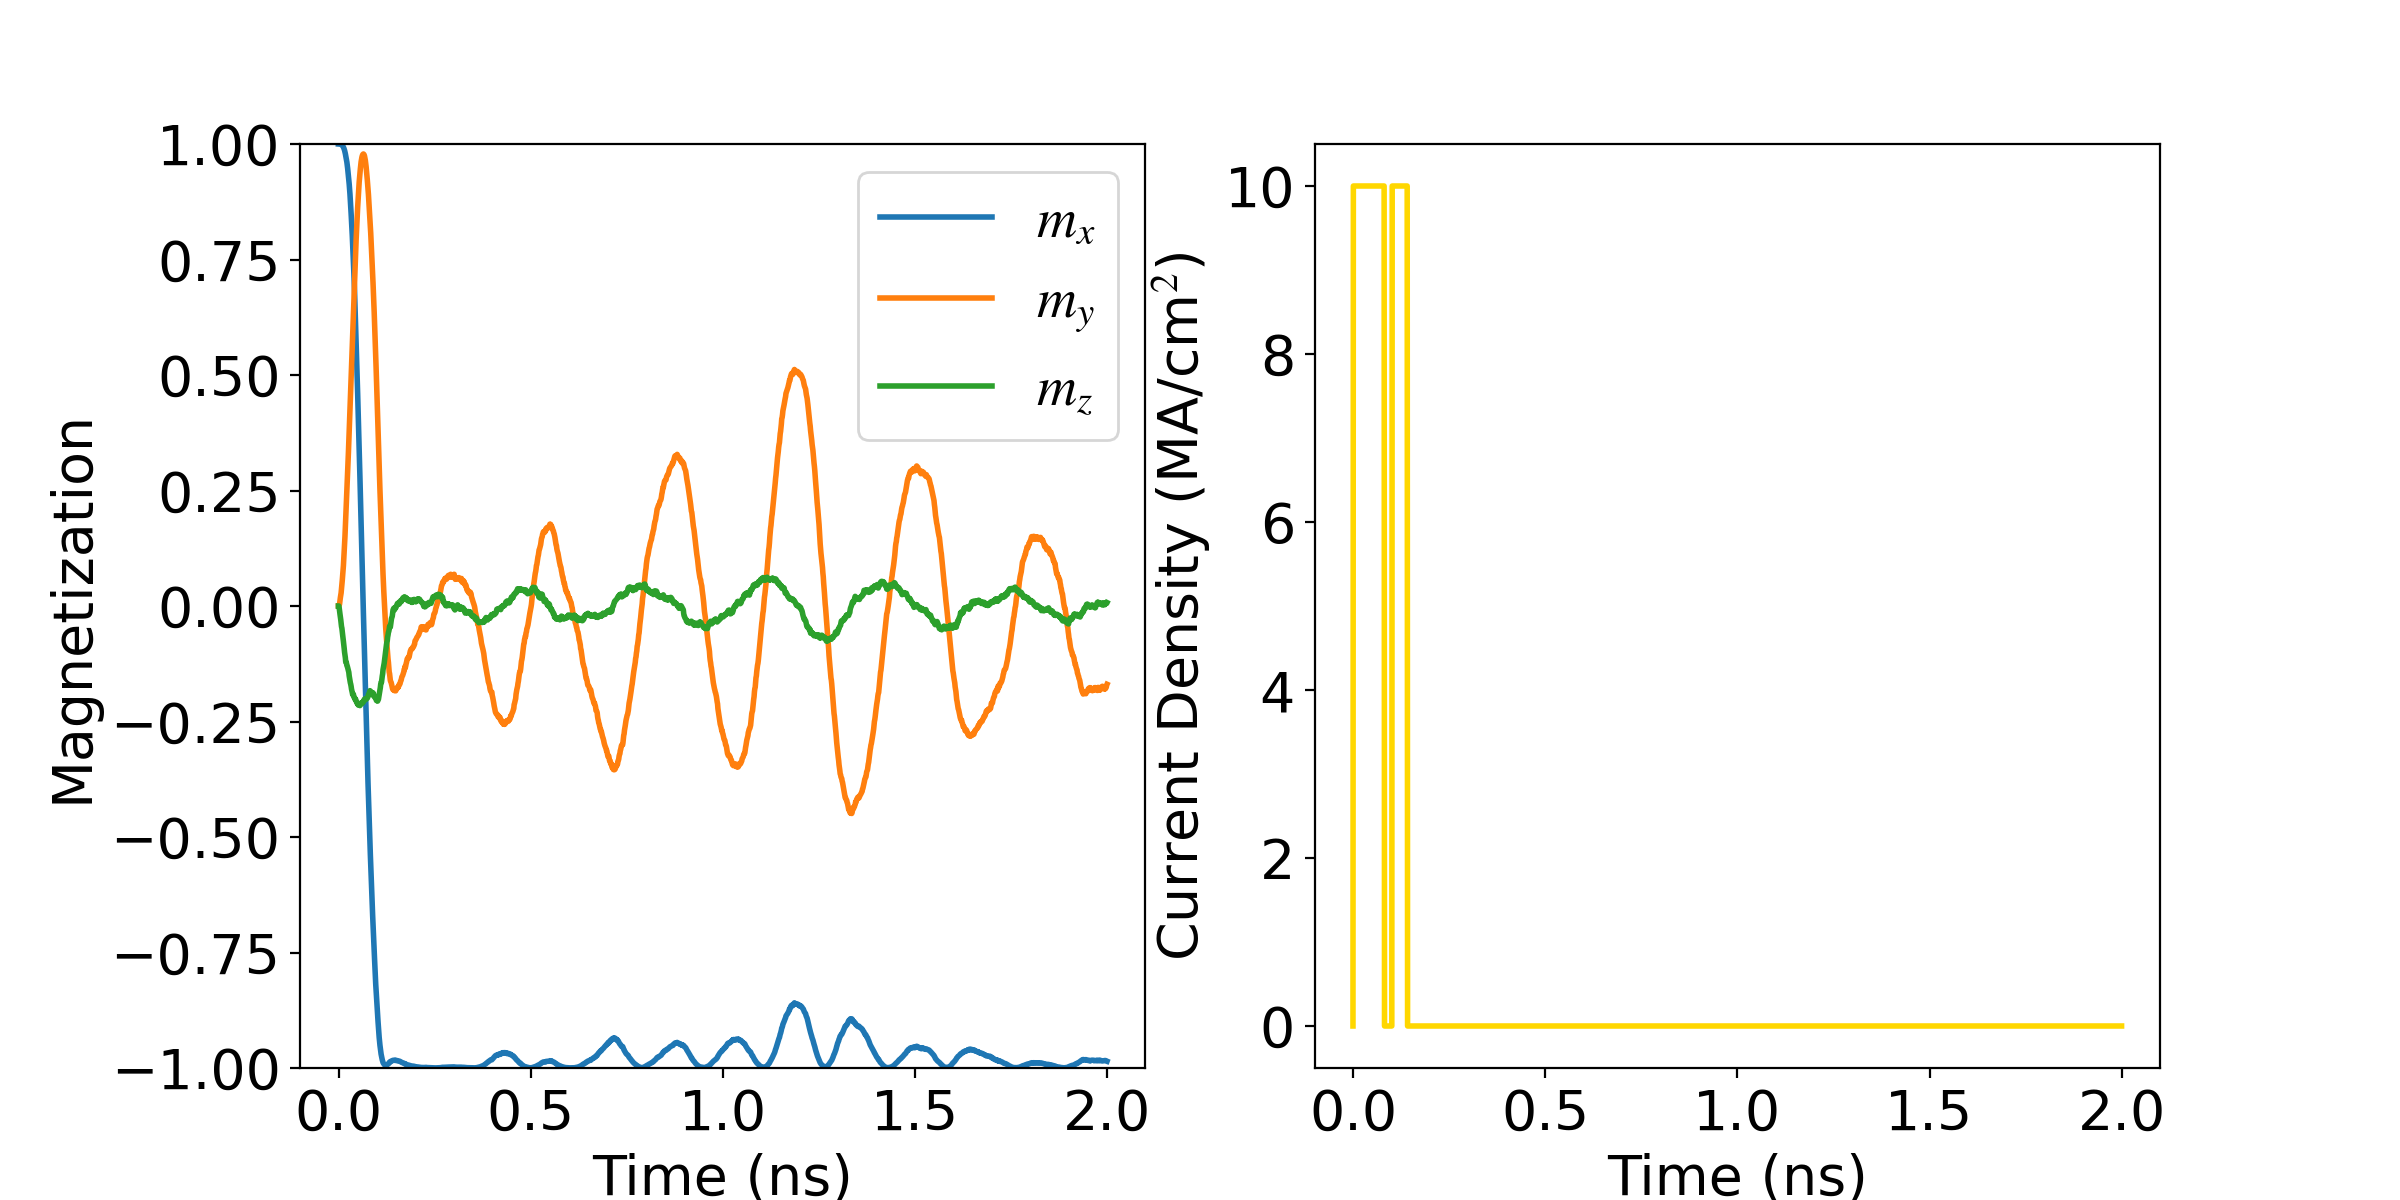 Magnetization
1.00
0.75
0.50
0.25
0.00
−0.25
−0.50
−0.75
−1.00
0.0 0.5 1.0 1.5 2.0
Time (ns)
m_x
m_y
m_z
Current Density (MA/cm²)
10
8
6
4
2
0
0.0 0.5 1.0 1.5 2.0
Time (ns)